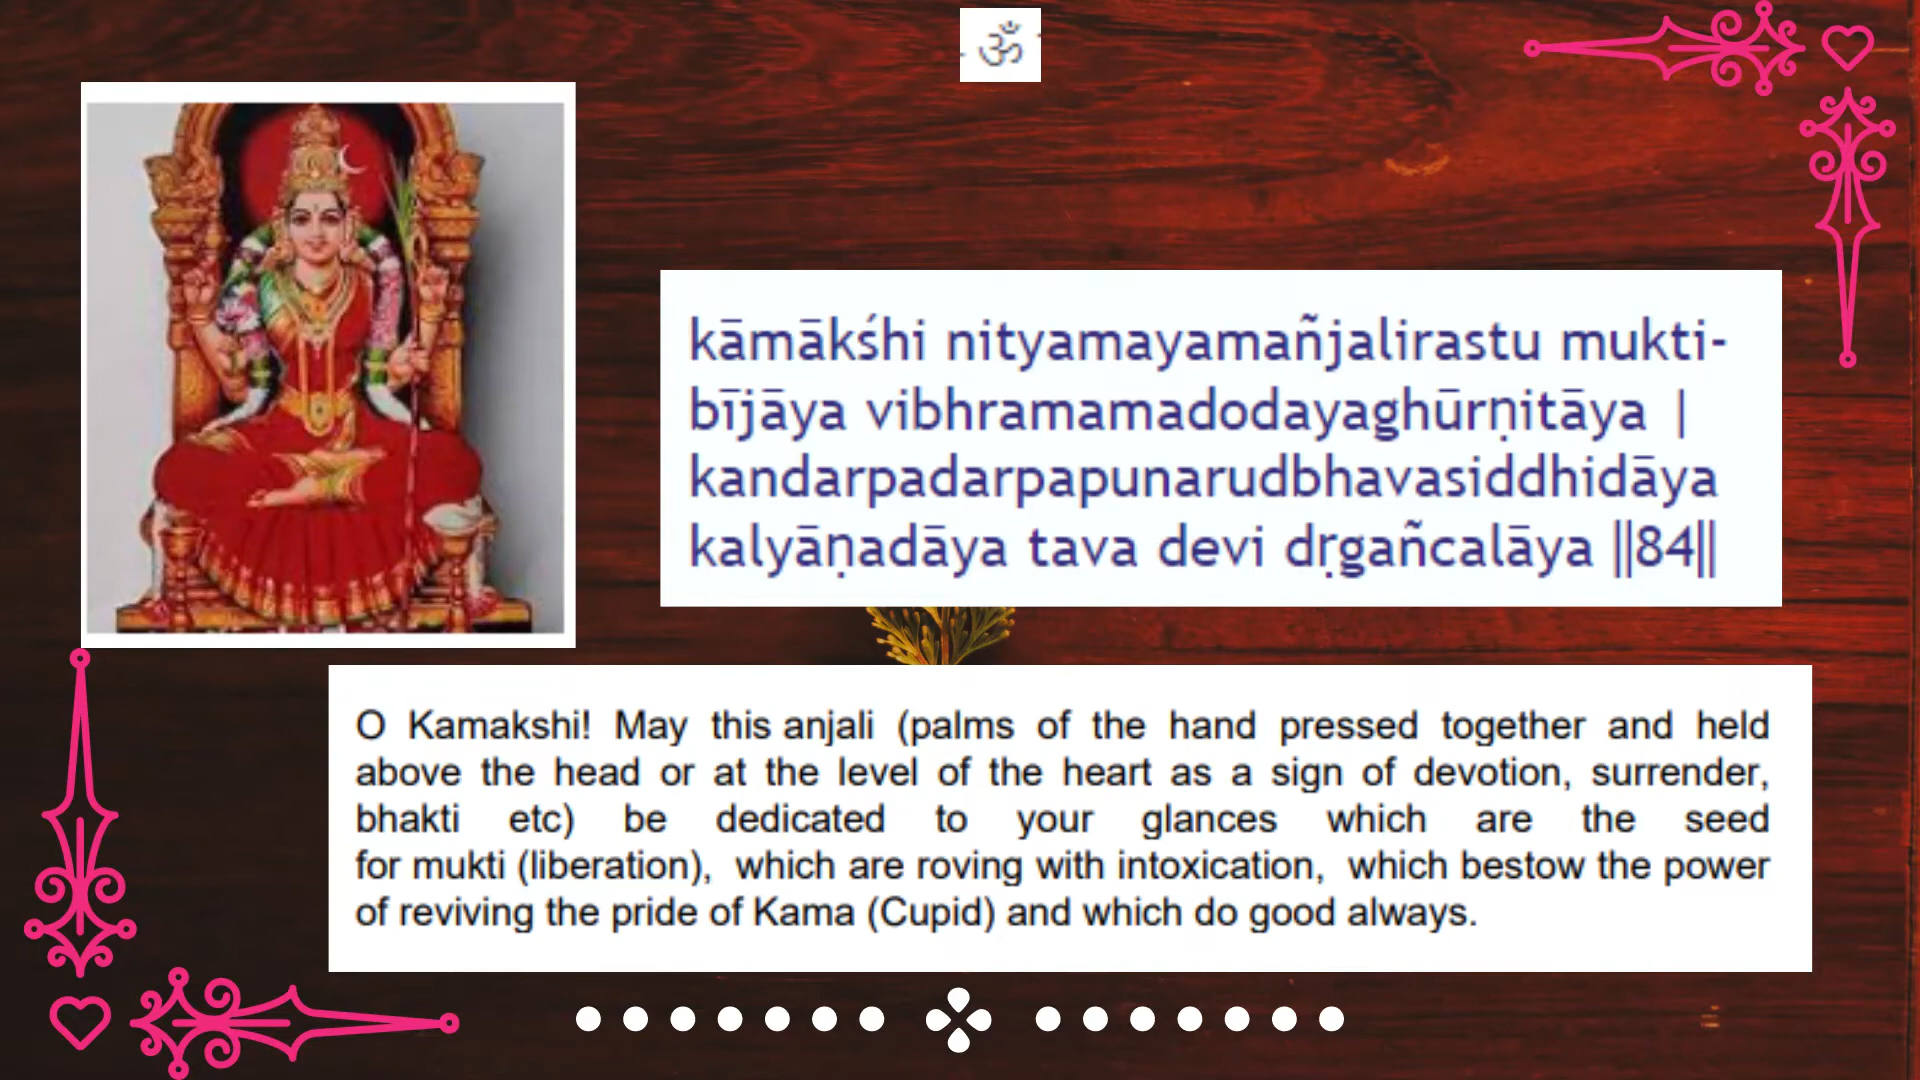 ॐ
kāmākśhi nityamayamañjalirastu mukti-
bījāya vibhramamadodayaghūrṇitāya |
kandarpadarpapunarudbhavasiddhidāya
kalyāṇadāya tava devi dṛgañcalāya ||84||
O Kamakshi! May this anjali (palms of the hand pressed together and held
above the head or at the level of the heart as a sign of devotion, surrender,
bhakti etc) be dedicated to your glances which are the seed
for mukti (liberation), which are roving with intoxication, which bestow the power
of reviving the pride of Kama (Cupid) and which do good always.